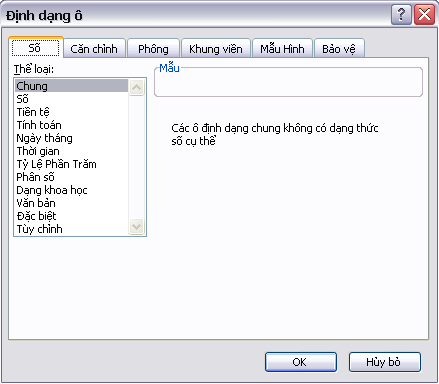 Định dạng ô
Số Căn chỉnh Phông Khung viên Mẫu Hình Bảo vệ
Thể loại:
Mẫu
Chung
Số
Tiền tệ
Tính toán
Ngày tháng
Thời gian
Tỷ Lệ Phần Trăm
Phân số
Dạng khoa học
Văn bản
Đặc biệt
Tùy chỉnh
Các ô định dạng chung không có dạng thức
số cụ thể
OK Hủy bỏ